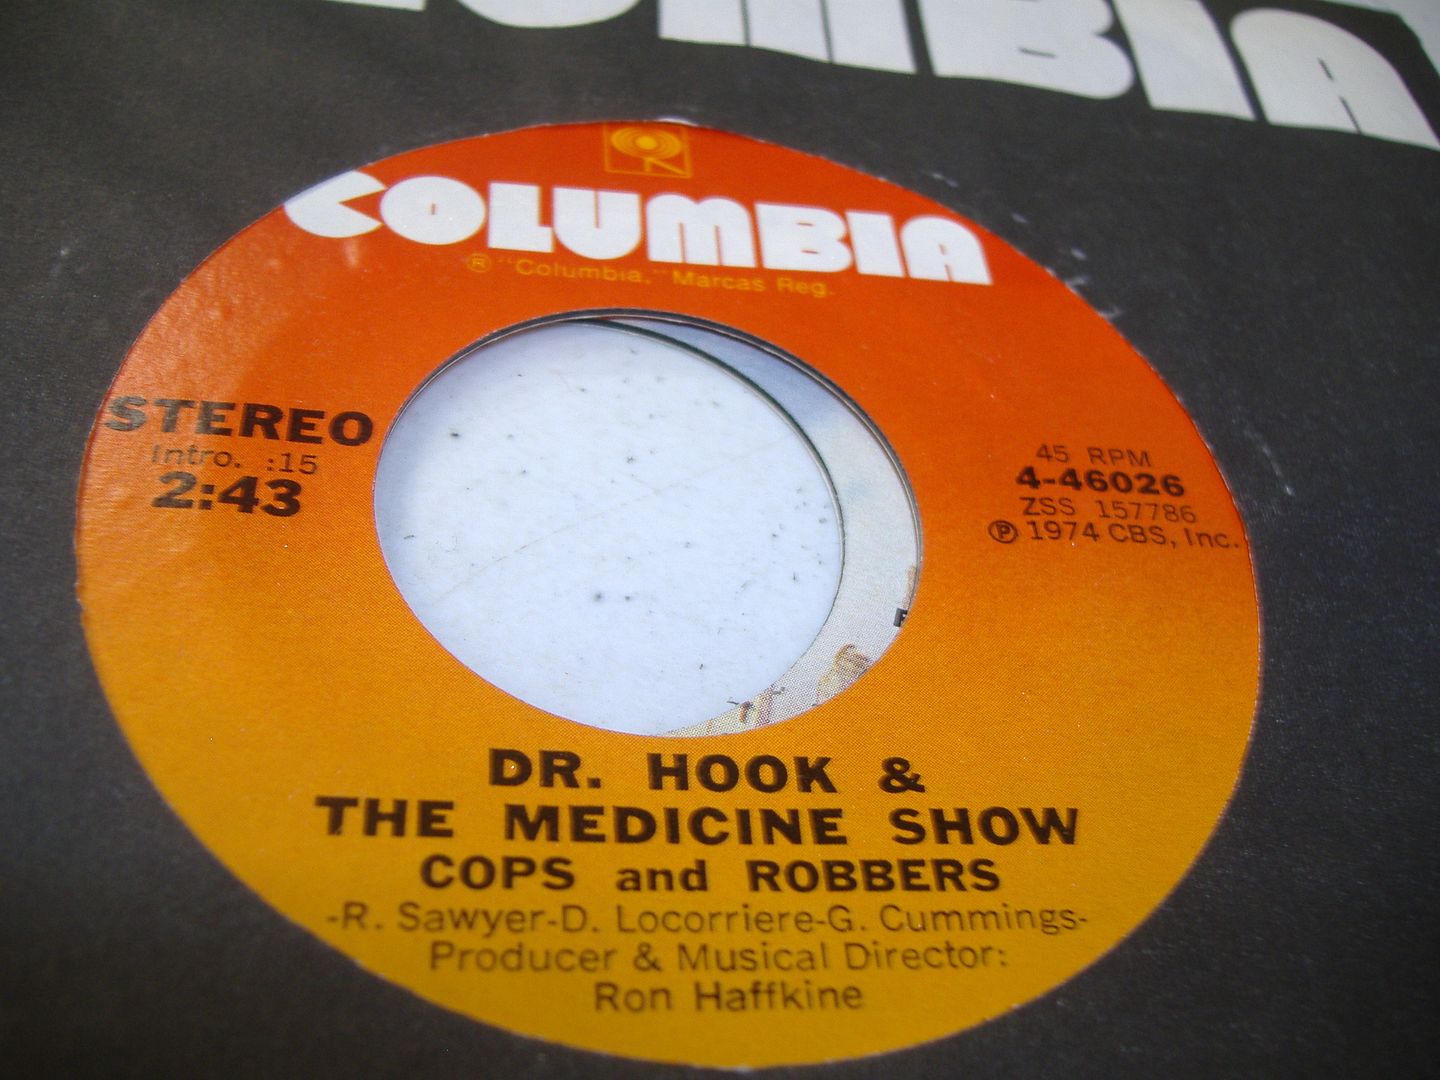 COLUMBIA
® "Columbia," Marcas Reg.
STEREO
Intro. :15
2:43
45 RPM
4-46026
ZSS 157786
Ⓟ 1974 CBS, Inc.
DR. HOOK &
THE MEDICINE SHOW
COPS and ROBBERS
-R. Sawyer-D. Locorriere-G. Cummings-
Producer & Musical Director:
Ron Haffkine